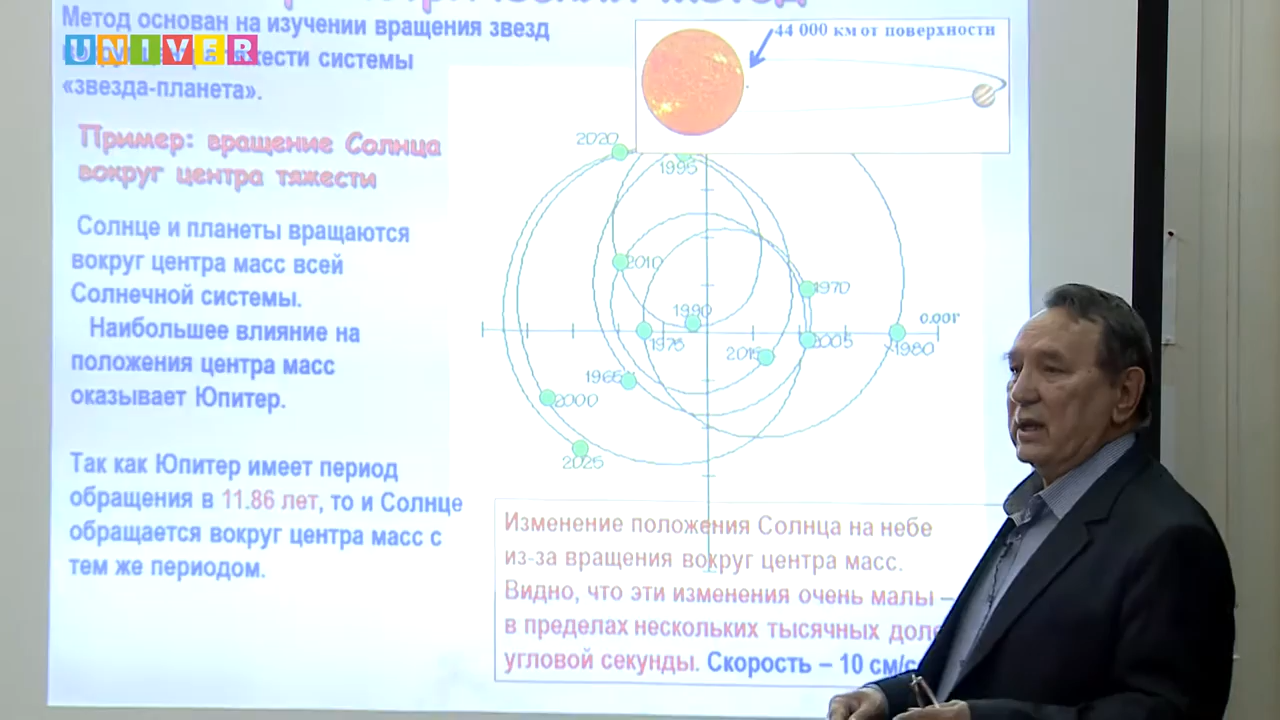 метод
Метод основан на изучении вращения звезд
UNIVER
тяжести системы
«звезда-планета».
Пример: вращение Солнца
вокруг центра тяжести
Солнце и планеты вращаются
вокруг центра масс всей
Солнечной системы.
Наибольшее влияние на
положения центра масс
оказывает Юпитер.
Так как Юпитер имеет период
обращения в 11.86 лет, то и Солнце
обращается вокруг центра масс с
тем же периодом.
44 000 км от поверхности
2020
1995
2010
1970
1990
0.001"
1975
2015
2005
1980
1965
2000
2025
Изменение положения Солнца на небе
из-за вращения вокруг центра масс.
Видно, что эти изменения очень малы –
в пределах нескольких тысячных доле
угловой секунды. Скорость – 10 см/с